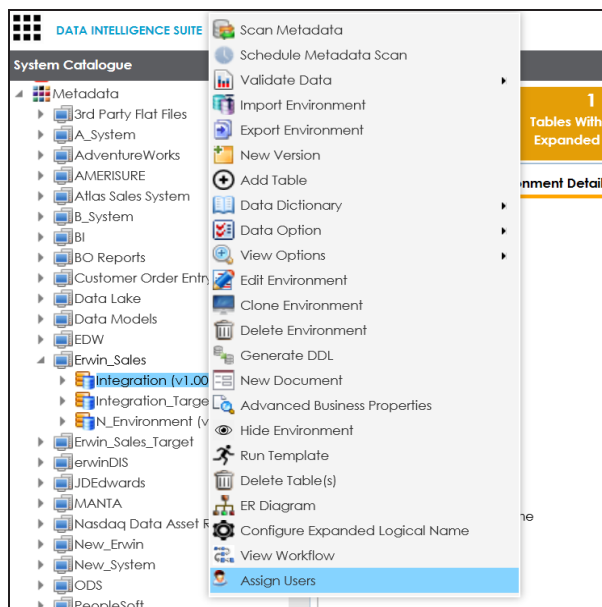 DATA INTELLIGENCE SUITE
System Catalogue
Metadata
3rd Party Flat Files
A_System
AdventureWorks
AMERISURE
Atlas Sales System
B_System
BI
BO Reports
Customer Order Entry
Data Lake
Data Models
EDW
Erwin_Sales
Integration (v1.00
Integration_Targe
N_Environment (v
Erwin_Sales_Target
erwinDIS
JDEdwards
MANTA
Nasdaq Data Asset R
New_Erwin
New_System
ODS
PeopleSoft
Scan Metadata
Schedule Metadata Scan
Validate Data
Import Environment
Export Environment
New Version
Add Table
Data Dictionary
Data Option
View Options
Edit Environment
Clone Environment
Delete Environment
Generate DDL
New Document
Advanced Business Properties
Hide Environment
Run Template
Delete Table(s)
ER Diagram
Configure Expanded Logical Name
View Workflow
Assign Users
1
Tables With
Expanded
onment Detail
me